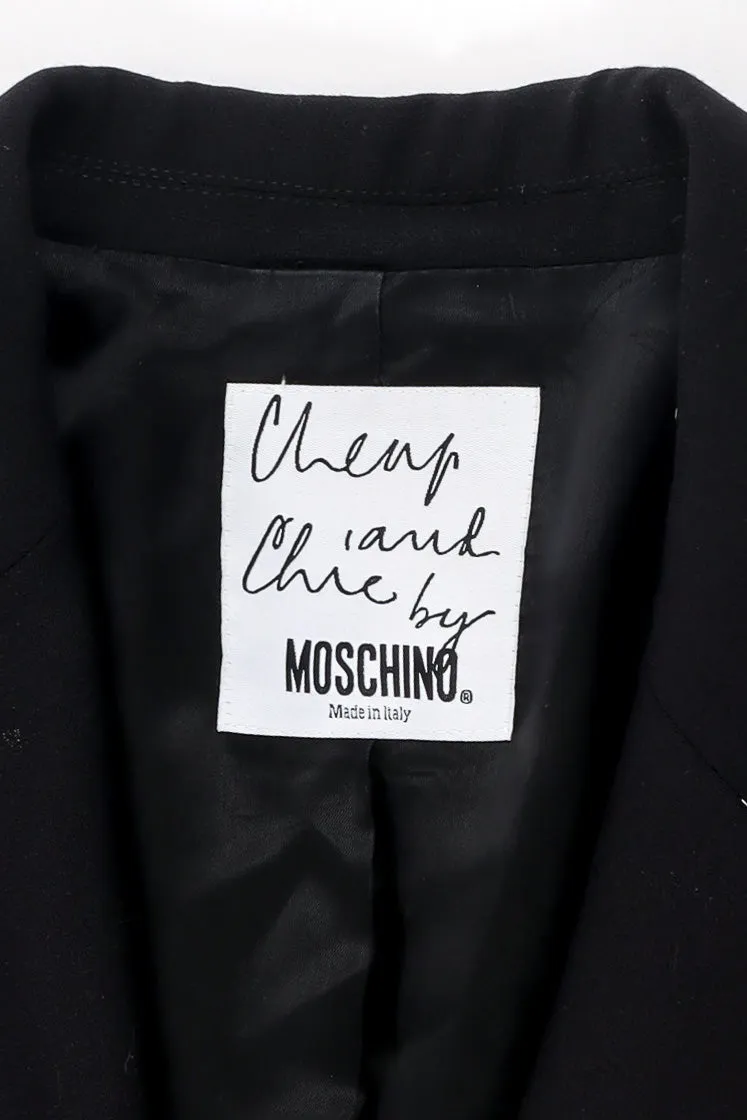 Cheap
and
Chic by
MOSCHINO®
Made in Italy